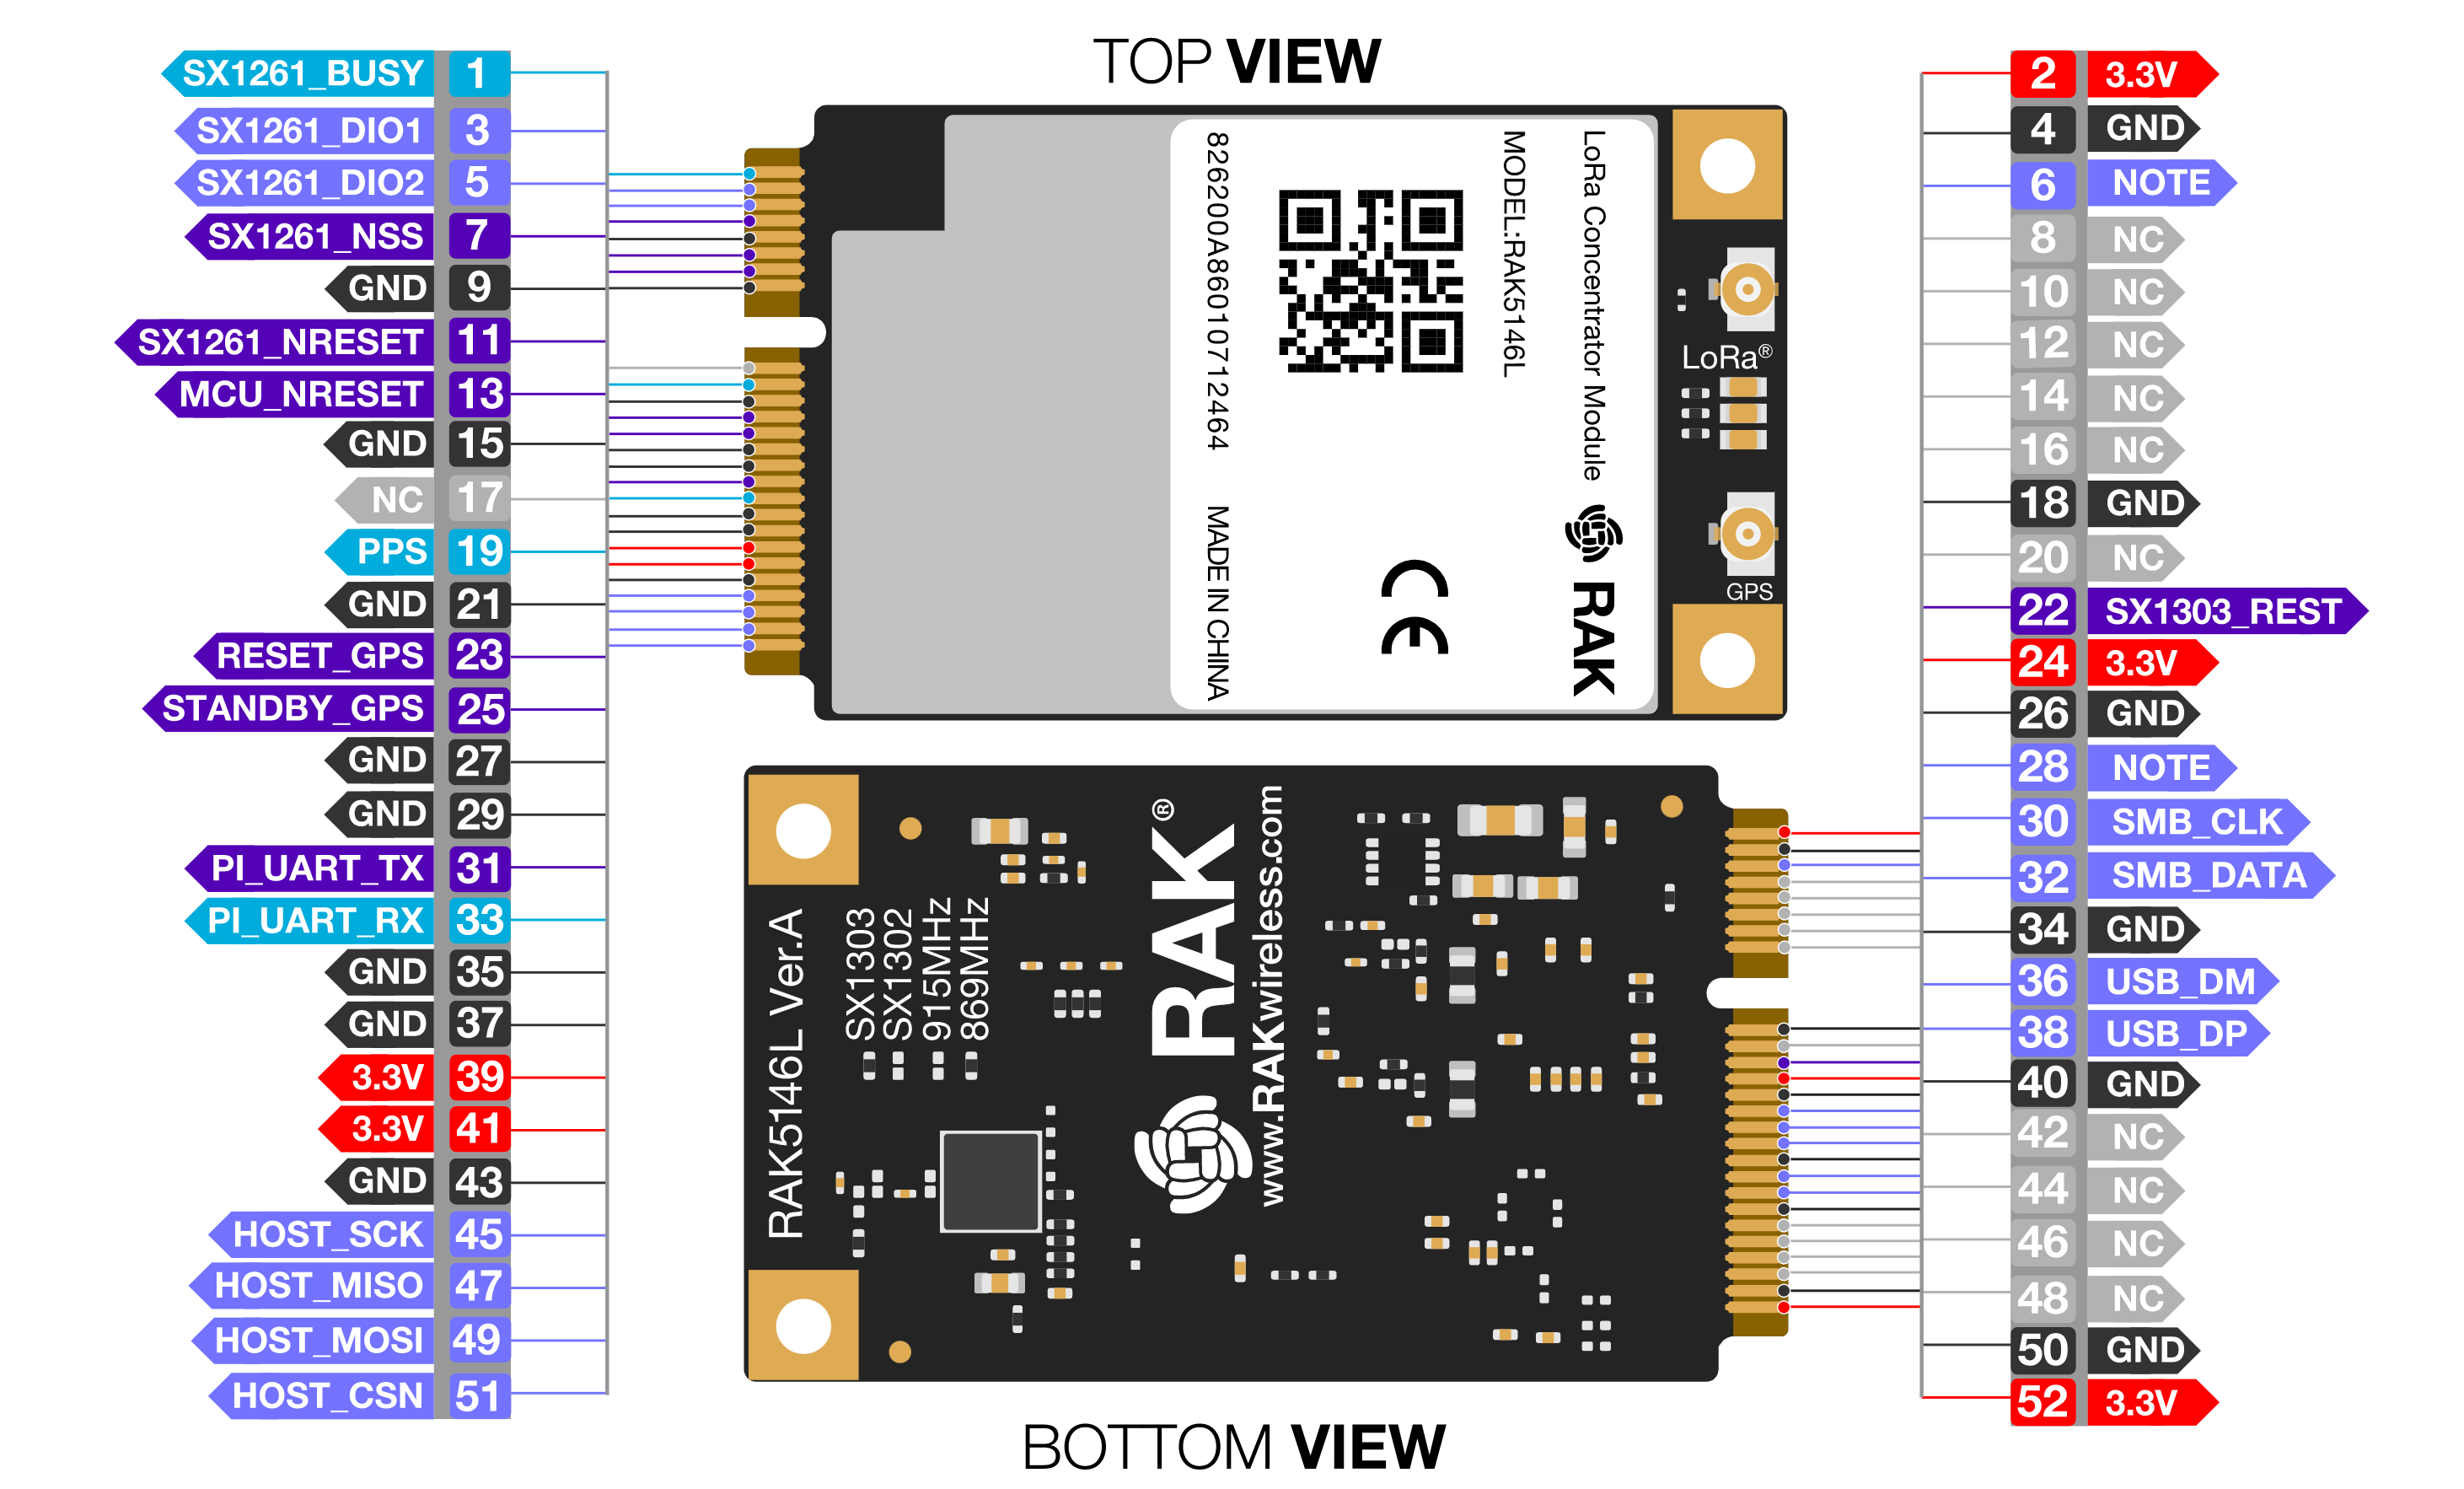 TOP VIEW
SX1261_BUSY 1
SX1261_DIO1 3
SX1261_DIO2 5
SX1261_NSS 7
GND 9
SX1261_NRESET 11
MCU_NRESET 13
GND 15
NC 17
PPS 19
GND 21
RESET_GPS 23
STANDBY_GPS 25
GND 27
GND 29
PI_UART_TX 31
PI_UART_RX 33
GND 35
GND 37
3.3V 39
3.3V 41
GND 43
HOST_SCK 45
HOST_MISO 47
HOST_MOSI 49
HOST_CSN 51
LoRa Concentrator Module
MODEL:RAK5146L
826200A86010712464 MADE IN CHINA
CE
RAK
LoRa®
GPS
RAK5146L Ver.A
SX1303
SX1302
915MHz
869MHz
RAK®
www.RAKwireless.com
2 3.3V
4 GND
6 NOTE
8 NC
10 NC
12 NC
14 NC
16 NC
18 GND
20 NC
22 SX1303_REST
24 3.3V
26 GND
28 NOTE
30 SMB_CLK
32 SMB_DATA
34 GND
36 USB_DM
38 USB_DP
40 GND
42 NC
44 NC
46 NC
48 NC
50 GND
52 3.3V
BOTTOM VIEW